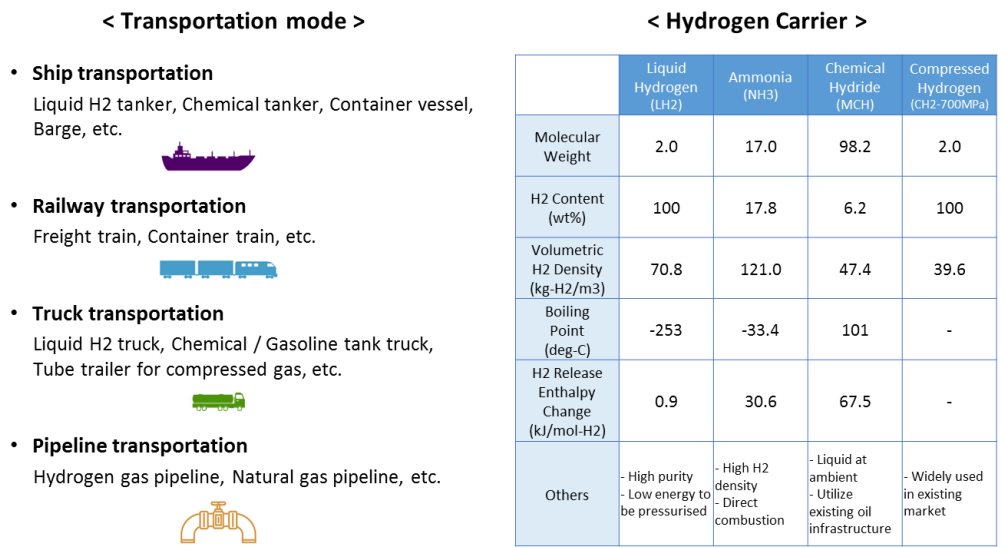 < Transportation mode >
• Ship transportation
Liquid H2 tanker, Chemical tanker, Container vessel,
Barge, etc.
• Railway transportation
Freight train, Container train, etc.
• Truck transportation
Liquid H2 truck, Chemical / Gasoline tank truck,
Tube trailer for compressed gas, etc.
• Pipeline transportation
Hydrogen gas pipeline, Natural gas pipeline, etc.
< Hydrogen Carrier >
Liquid
Hydrogen
(LH2)
Ammonia
(NH3)
Chemical
Hydride
(MCH)
Compressed
Hydrogen
(CH2-700MPa)
Molecular
Weight
2.0
17.0
98.2
2.0
H2 Content
(wt%)
100
17.8
6.2
100
Volumetric
H2 Density
(kg-H2/m3)
70.8
121.0
47.4
39.6
Boiling
Point
(deg-C)
-253
-33.4
101
-
H2 Release
Enthalpy
Change
(kJ/mol-H2)
0.9
30.6
67.5
-
Others
- High purity
- Low energy to
be pressurised
- High H2
density
- Direct
combustion
- Liquid at
ambient
- Utilize
existing oil
infrastructure
- Widely used
in existing
market